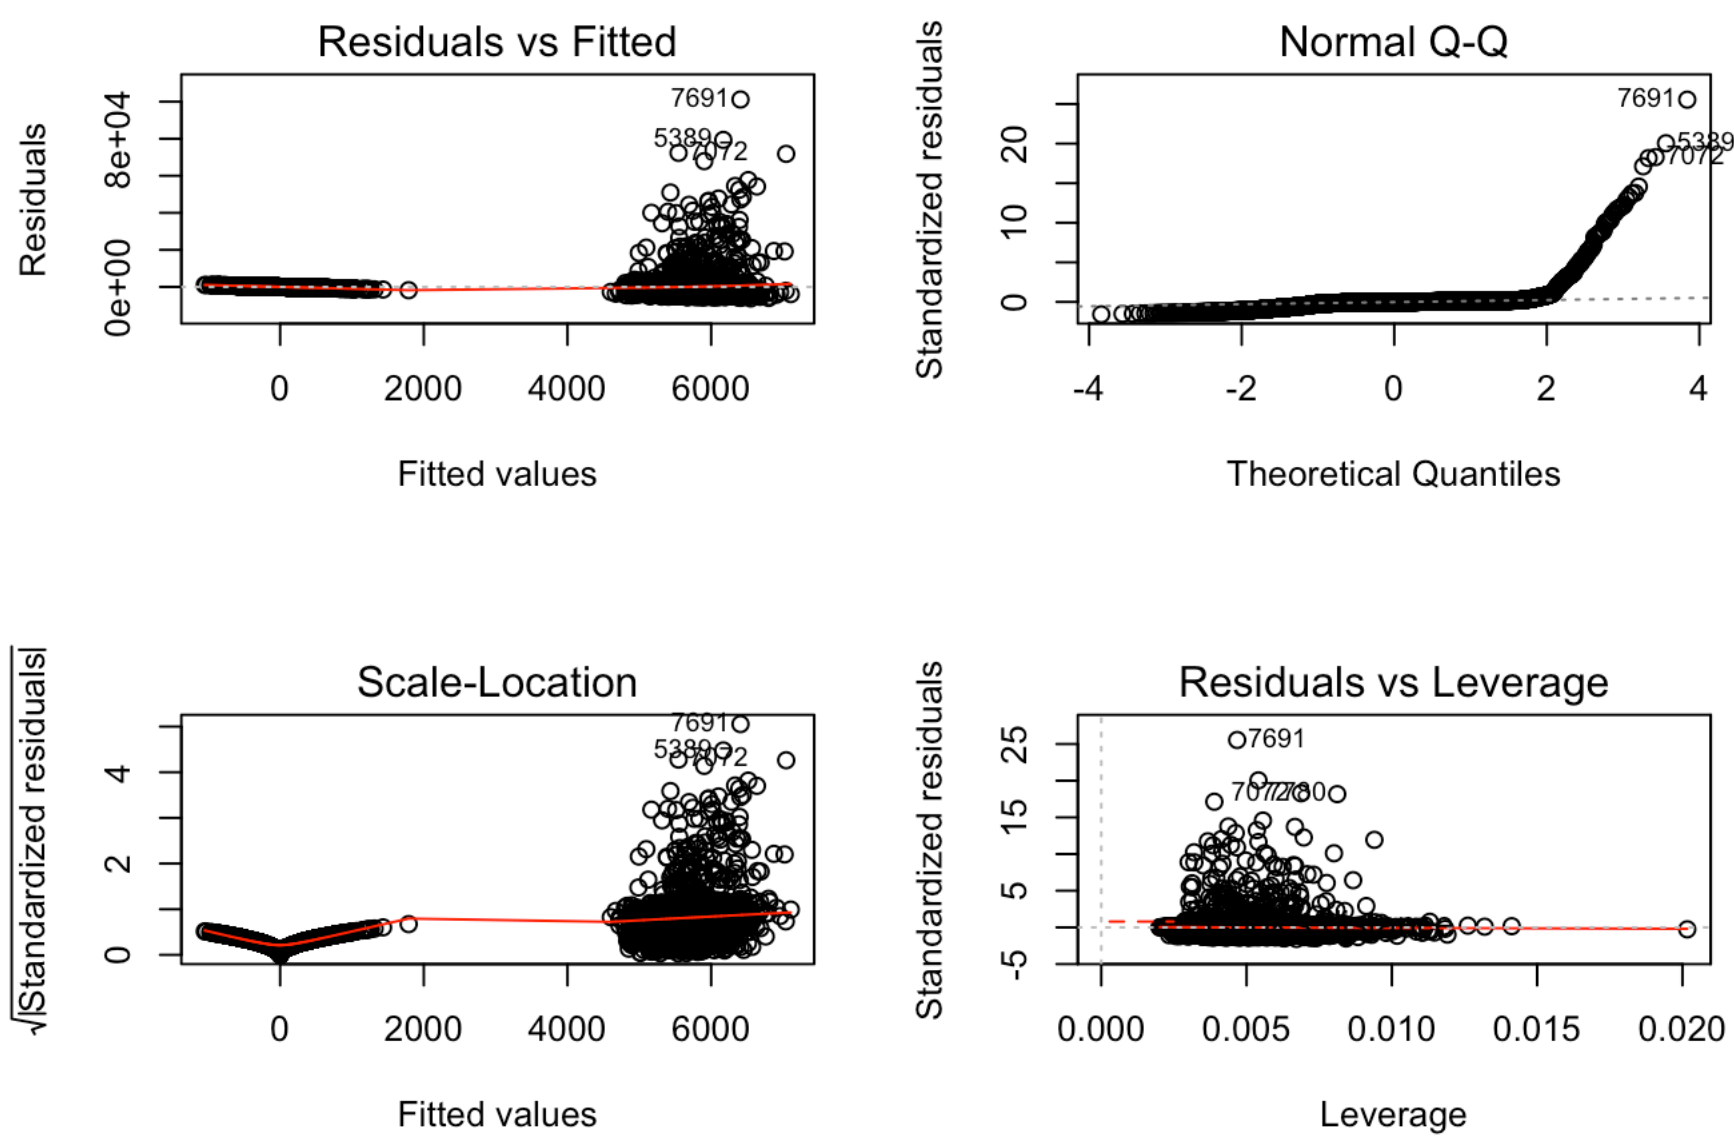 Residuals vs Fitted
Residuals
0e+00 8e+04
7691
5389
7072
0 2000 4000 6000
Fitted values
Normal Q-Q
Standardized residuals
0 10 20
7691
5389
7072
-4 -2 0 2 4
Theoretical Quantiles
Scale-Location
√|Standardized residuals|
0 2 4
7691
5389
7072
0 2000 4000 6000
Fitted values
Residuals vs Leverage
Standardized residuals
-5 5 15 25
7691
7072
0.000 0.005 0.010 0.015 0.020
Leverage